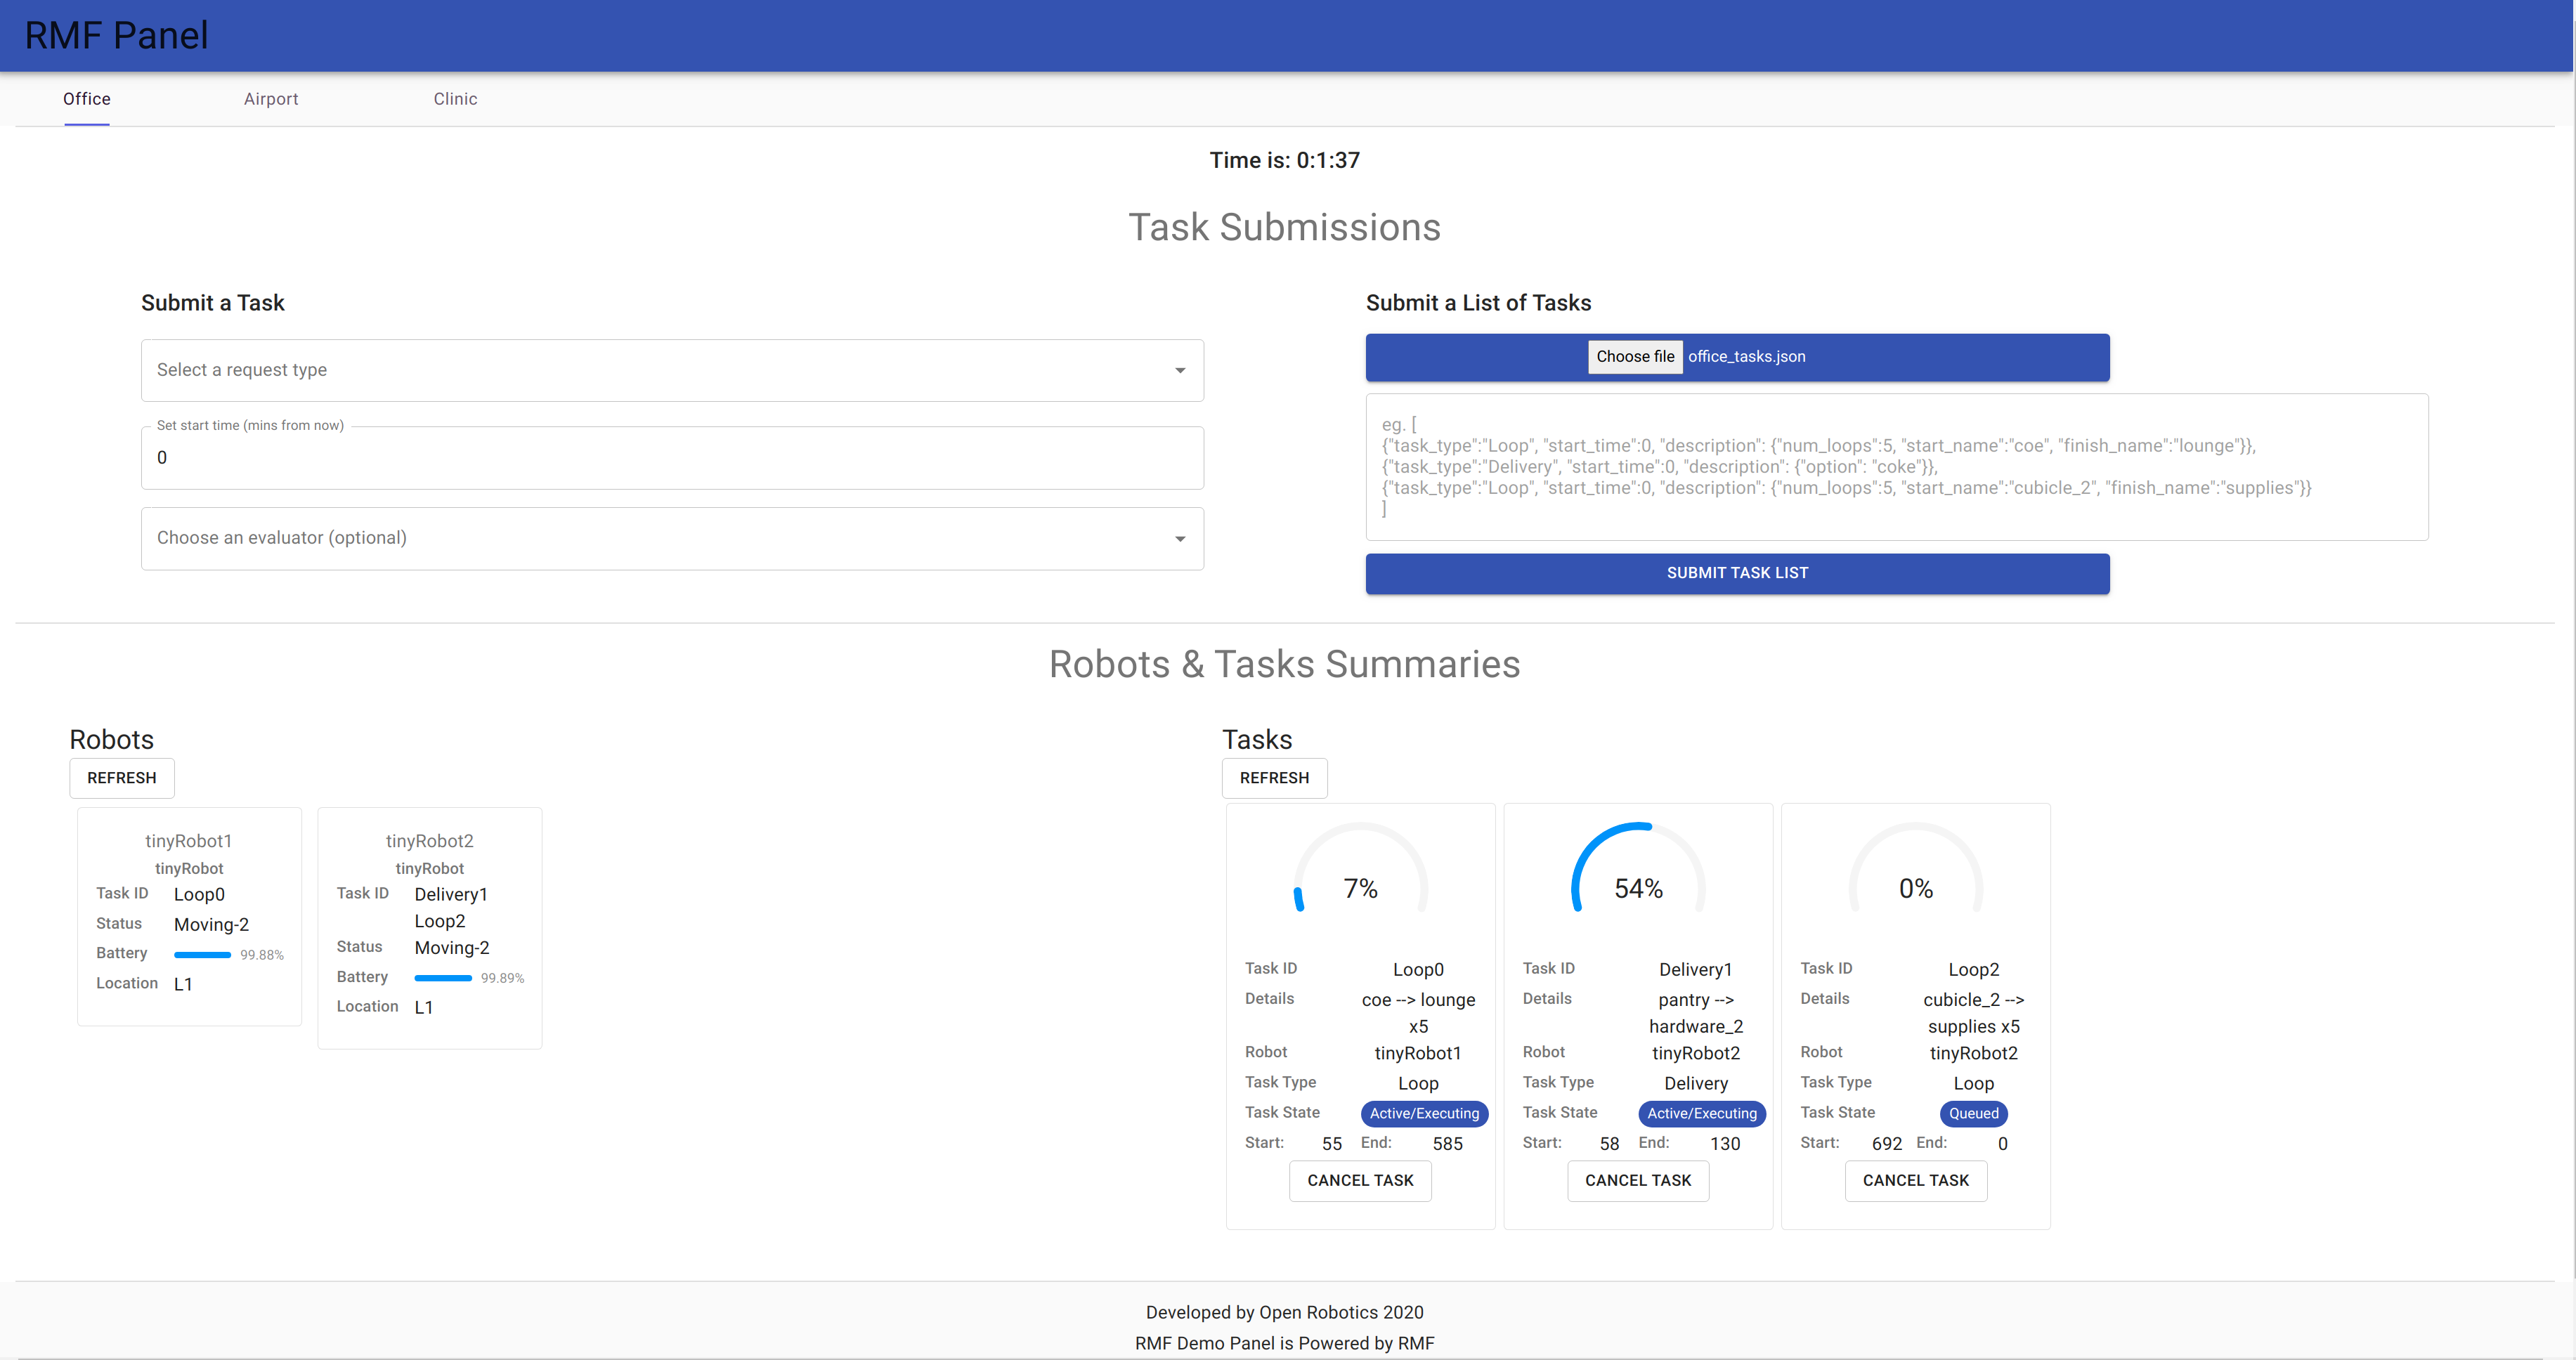 RMF Panel
Office
Airport
Clinic
Time is: 0:1:37
Task Submissions
Submit a Task
Select a request type
Set start time (mins from now)
0
Choose an evaluator (optional)
Submit a List of Tasks
Choose file office_tasks.json
eg. [
{"task_type":"Loop", "start_time":0, "description": {"num_loops":5, "start_name":"coe", "finish_name":"lounge"}},
{"task_type":"Delivery", "start_time":0, "description": {"option": "coke"}},
{"task_type":"Loop", "start_time":0, "description": {"num_loops":5, "start_name":"cubicle_2", "finish_name":"supplies"}}
]
SUBMIT TASK LIST
Robots & Tasks Summaries
Robots
REFRESH
tinyRobot1
tinyRobot
Task ID Loop0
Status Moving-2
Battery 99.88%
Location L1
tinyRobot2
tinyRobot
Task ID Delivery1
Loop2
Status Moving-2
Battery 99.89%
Location L1
Tasks
REFRESH
7%
Task ID Loop0
Details coe --> lounge
x5
Robot tinyRobot1
Task Type Loop
Task State Active/Executing
Start: 55 End: 585
CANCEL TASK
54%
Task ID Delivery1
Details pantry -->
hardware_2
Robot tinyRobot2
Task Type Delivery
Task State Active/Executing
Start: 58 End: 130
CANCEL TASK
0%
Task ID Loop2
Details cubicle_2 -->
supplies x5
Robot tinyRobot2
Task Type Loop
Task State Queued
Start: 692 End: 0
CANCEL TASK
Developed by Open Robotics 2020
RMF Demo Panel is Powered by RMF